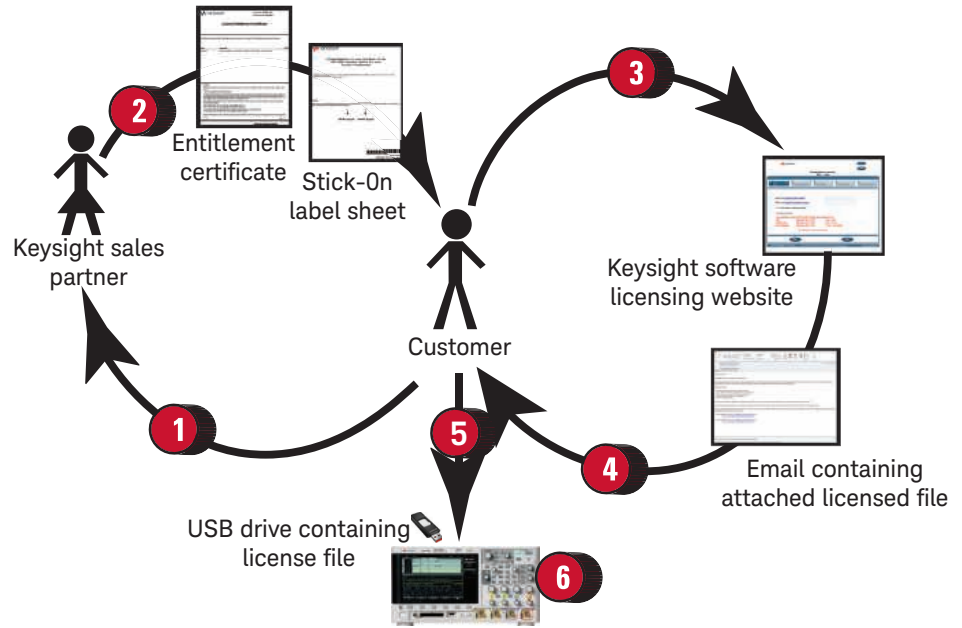 2
Entitlement
certificate
Stick-0n
label sheet
3
Keysight sales
partner
Keysight software
licensing website
Customer
1
5
4
Email containing
attached licensed file
USB drive containing
license file
6